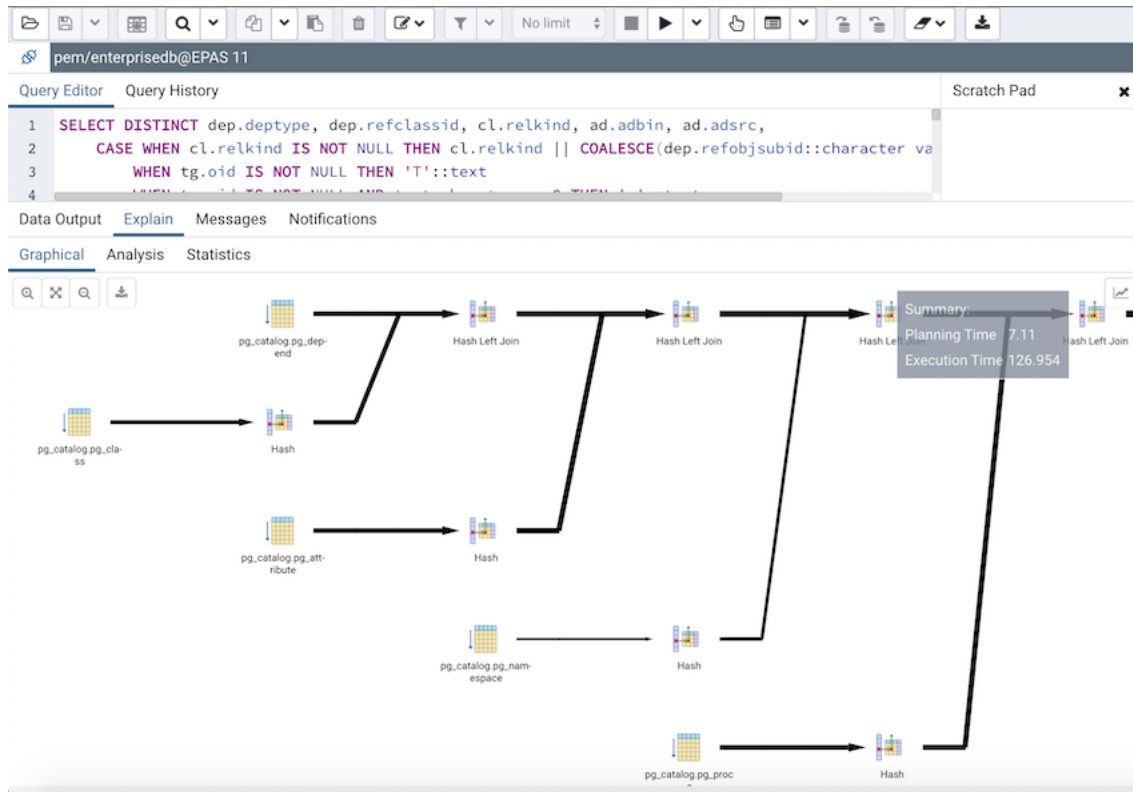 No limit
pem/enterprisedb@EPAS 11
Query Editor Query History
Scratch Pad
1 SELECT DISTINCT dep.deptype, dep.refclassid, cl.relkind, ad.adbin, ad.adsrc,
2 CASE WHEN cl.relkind IS NOT NULL THEN cl.relkind || COALESCE(dep.refobjsubid::character va
3 WHEN tg.oid IS NOT NULL THEN 'T'::text
4
Data Output Explain Messages Notifications
Graphical Analysis Statistics
Summary:
Planning Time 7.11
Execution Time 126.954
pg_catalog.pg_dep-
end
Hash Left Join
Hash Left Join
Hash Left Join
Hash Left Join
pg_catalog.pg_cla-
ss
Hash
pg_catalog.pg_att-
ribute
Hash
pg_catalog.pg_nam-
espace
Hash
pg_catalog.pg_proc
Hash